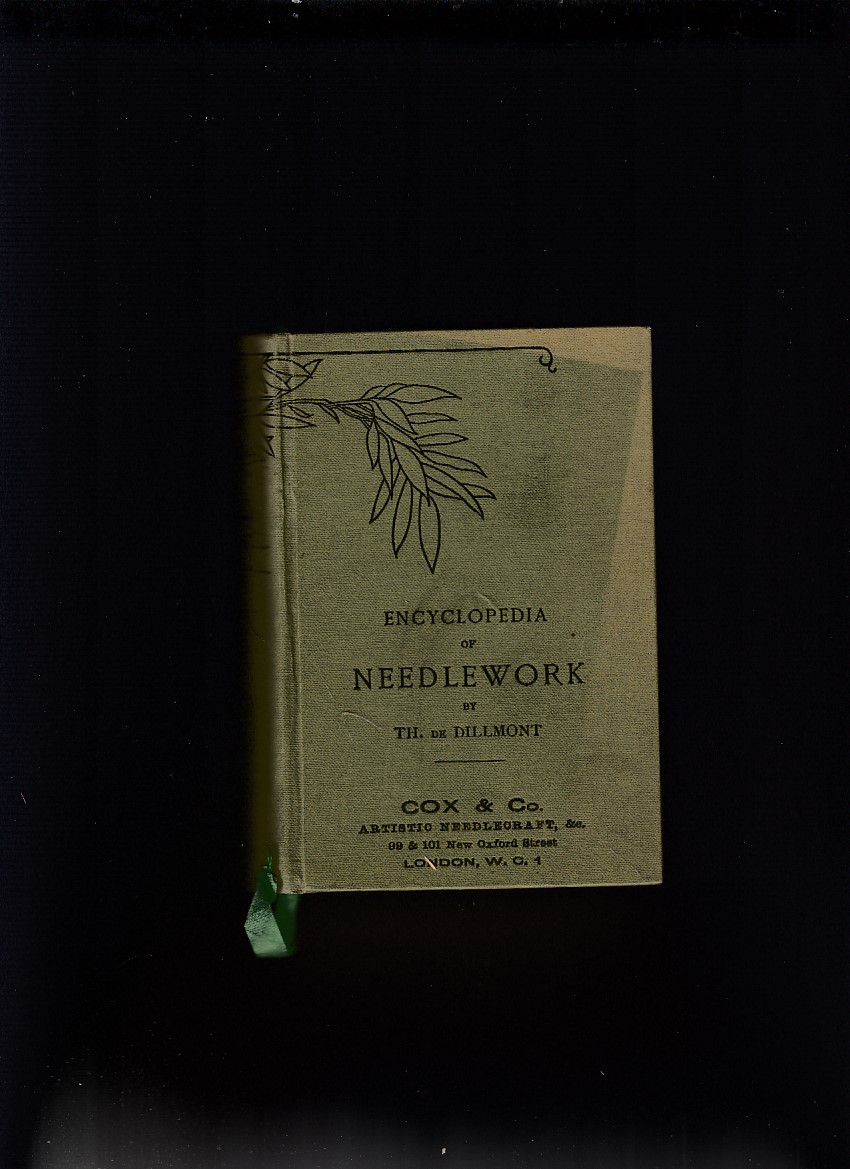 ENCYCLOPEDIA
OF
NEEDLEWORK
BY
TH. DE DILLMONT
COX & Co.
ARTISTIC NEEDLECRAFT, &c.
99 & 101 New Oxford Street
LONDON, W. C. 1